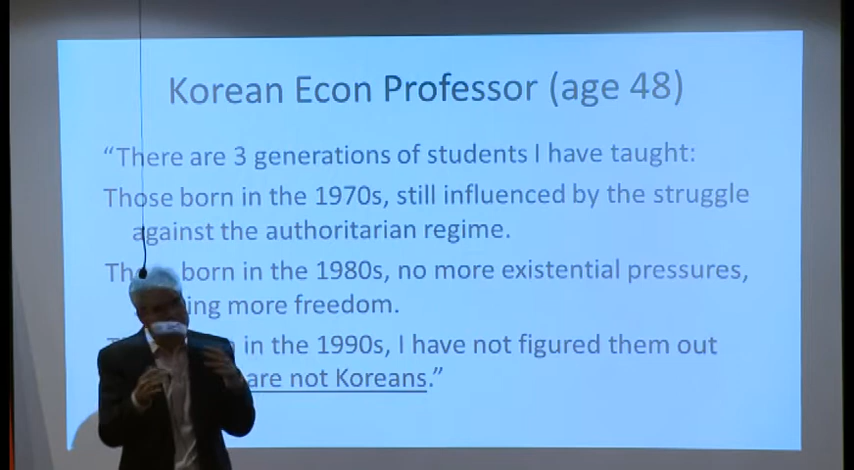 Korean Econ Professor (age 48)
“There are 3 generations of students I have taught:
Those born in the 1970s, still influenced by the struggle
against the authoritarian regime.
born in the 1980s, no more existential pressures,
more freedom.
in the 1990s, I have not figured them out
are not Koreans.”